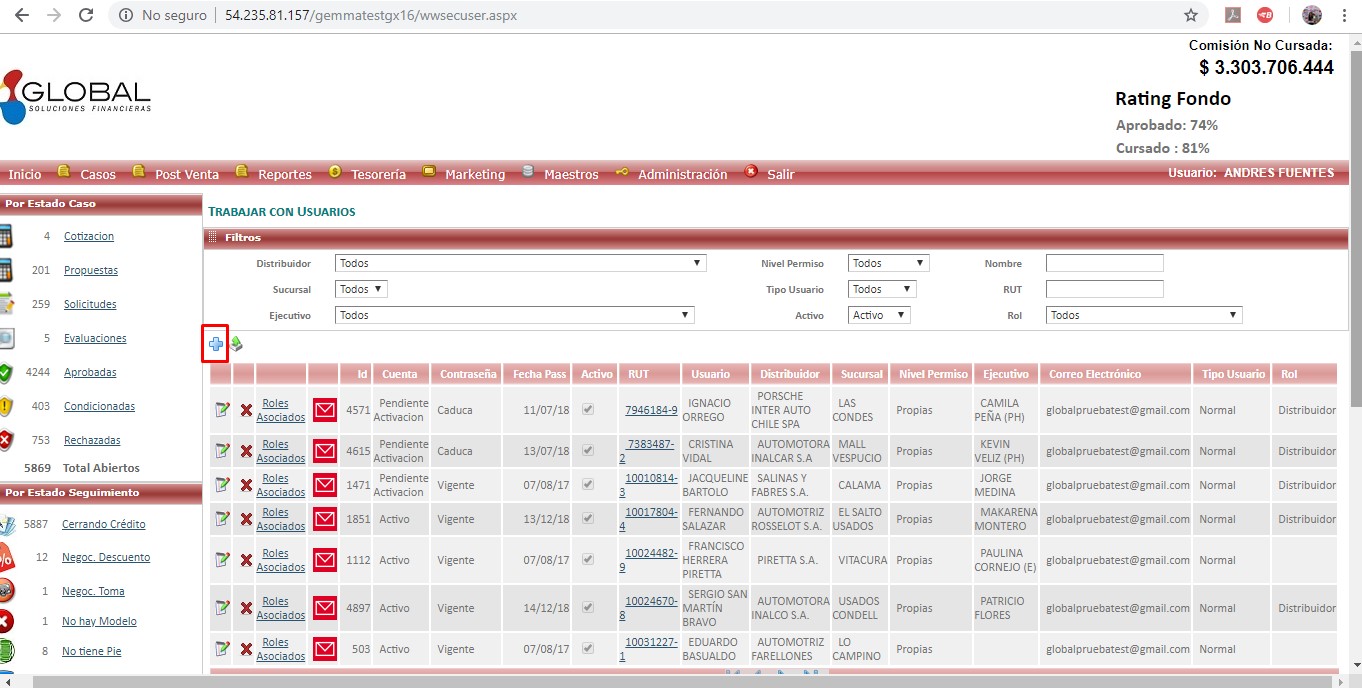 No seguro | 54.235.81.157/gemmatestgx16/wwsecuser.aspx
Comisión No Cursada:
$ 3.303.706.444
GLOBAL
SOLUCIONES FINANCIERAS
Rating Fondo
Aprobado: 74%
Cursado : 81%
Inicio Casos Post Venta Reportes Tesorería Marketing Maestros Administración Salir Usuario: ANDRES FUENTES
Por Estado Caso
4 Cotizacion
201 Propuestas
259 Solicitudes
5 Evaluaciones
4244 Aprobadas
403 Condicionadas
753 Rechazadas
5869 Total Abiertos
Por Estado Seguimiento
5887 Cerrando Crédito
12 Negoc. Descuento
1 Negoc. Toma
1 No hay Modelo
8 No tiene Pie
TRABAJAR CON USUARIOS
Filtros
Distribuidor Todos Nivel Permiso Todos Nombre
Sucursal Todos Tipo Usuario Todos RUT
Ejecutivo Todos Activo Activo Rol Todos
Id Cuenta Contraseña Fecha Pass Activo RUT Usuario Distribuidor Sucursal Nivel Permiso Ejecutivo Correo Electrónico Tipo Usuario Rol
Roles Asociados 4571 Pendiente Activacion Caduca 11/07/18 7946184-9 IGNACIO ORREGO PORSCHE INTER AUTO CHILE SPA LAS CONDES Propias CAMILA PEÑA (PH) globalpruebatest@gmail.com Normal Distribuidor
Roles Asociados 4615 Pendiente Activacion Caduca 13/07/18 7383487-2 CRISTINA VIDAL AUTOMOTORA INALCAR S.A MALL VESPUCIO Propias KEVIN VELIZ (PH) globalpruebatest@gmail.com Normal Distribuidor
Roles Asociados 1471 Pendiente Activacion Vigente 07/08/17 10010814-3 JACQUELINE BARTOLO SALINAS Y FABRES S.A. CALAMA Propias JORGE MEDINA globalpruebatest@gmail.com Normal Distribuidor
Roles Asociados 1851 Activo Vigente 13/12/18 10017804-4 FERNANDO SALAZAR AUTOMOTRIZ ROSSELOT S.A. EL SALTO USADOS Propias MAKARENA MONTERO globalpruebatest@gmail.com Normal Distribuidor
Roles Asociados 1112 Activo Vigente 07/08/17 10024482-9 FRANCISCO HERRERA PIRETTA PIRETTA S.A. VITACURA Propias PAULINA CORNEJO (E) globalpruebatest@gmail.com Normal
Roles Asociados 4897 Activo Vigente 14/12/18 10024670-8 SERGIO SAN MARTÍN BRAVO AUTOMOTORA INALCO S.A. USADOS CONDELL Propias PATRICIO FLORES globalpruebatest@gmail.com Normal Distribuidor
Roles Asociados 503 Activo Vigente 07/08/17 10031227-1 EDUARDO BASUALDO AUTOMOTRIZ FARELLONES LO CAMPINO Propias globalpruebatest@gmail.com Normal